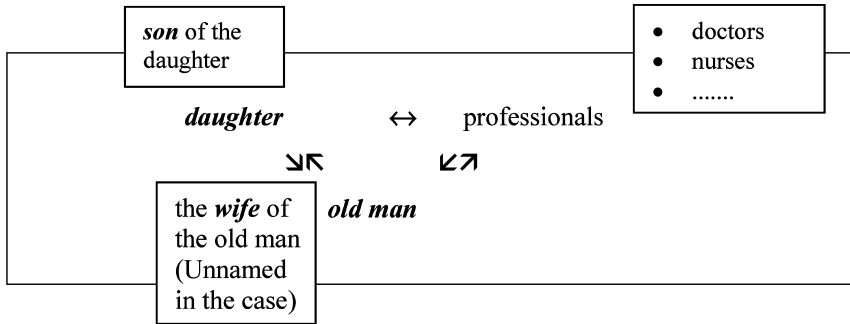 son of the
daughter
• doctors
• nurses
• .......
daughter ↔ professionals
↘↖ ↙↗
the wife of
the old man
(Unnamed
in the case)
old man